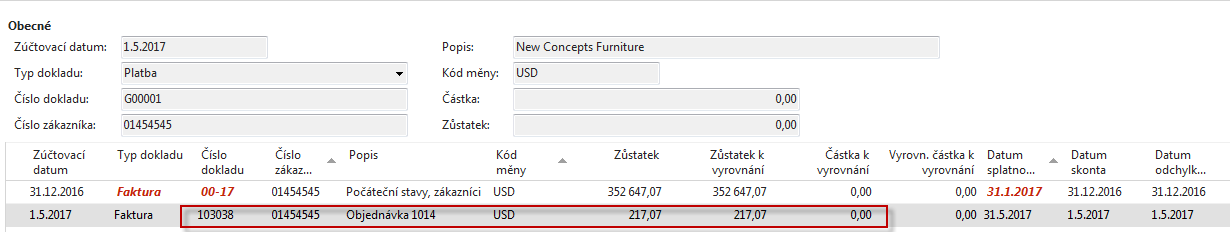 Obecné
Zúčtovací datum: 1.5.2017 Popis: New Concepts Furniture
Typ dokladu: Platba Kód měny: USD
Číslo dokladu: G00001 Částka: 0,00
Číslo zákazníka: 01454545 Zůstatek: 0,00
Zúčtovací datum Typ dokladu Číslo dokladu Číslo zákaz... Popis Kód měny Zůstatek Zůstatek k vyrovnání Částka k vyrovnání Vyrovn. částka k vyrovnání Datum splatno... Datum skonta Datum odchylk...
31.12.2016 Faktura 00-17 01454545 Počáteční stavy, zákazníci USD 352 647,07 352 647,07 0,00 0,00 31.1.2017 31.12.2016 31.12.2016
1.5.2017 Faktura 103038 01454545 Objednávka 1014 USD 217,07 217,07 0,00 0,00 31.5.2017 1.5.2017 1.5.2017